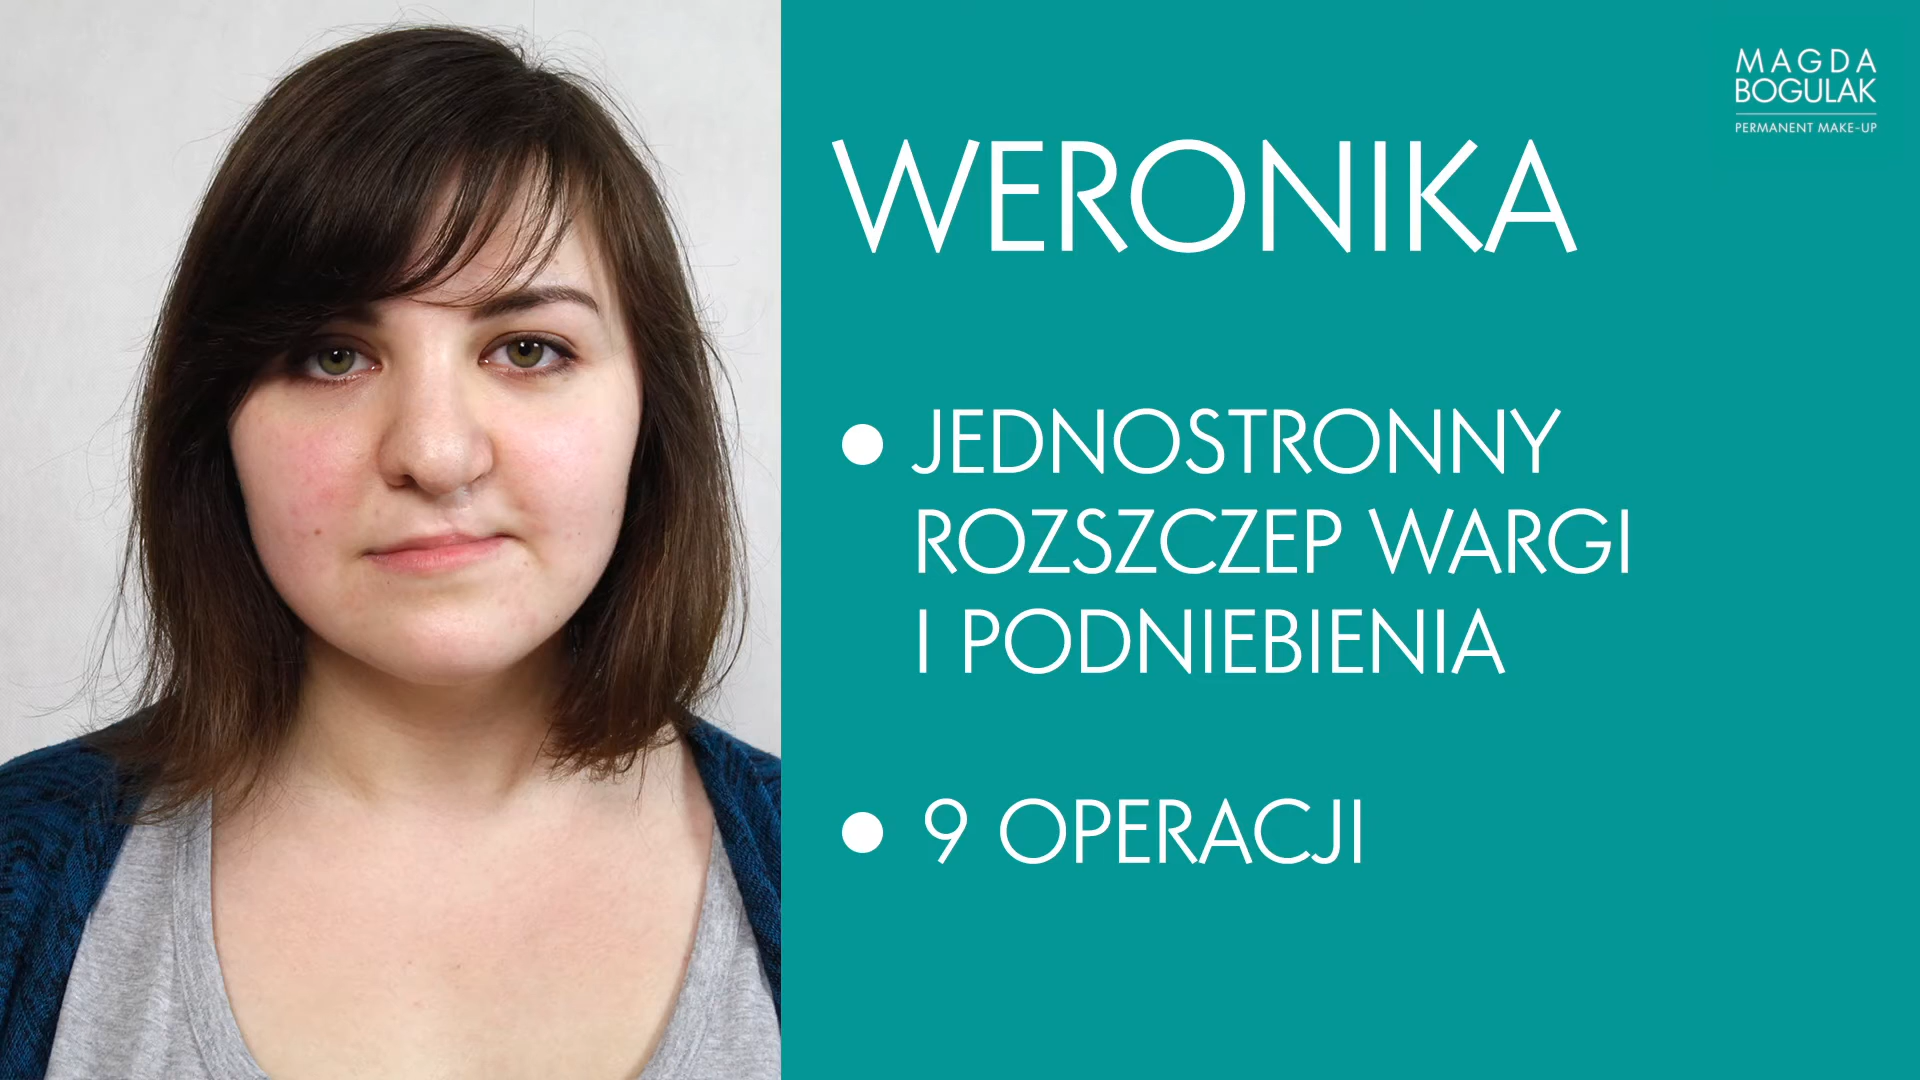 MAGDA
BOGULAK
PERMANENT MAKE-UP
WERONIKA
● JEDNOSTRONNY
ROZSZCZEP WARGI
I PODNIEBIENIA
● 9 OPERACJI